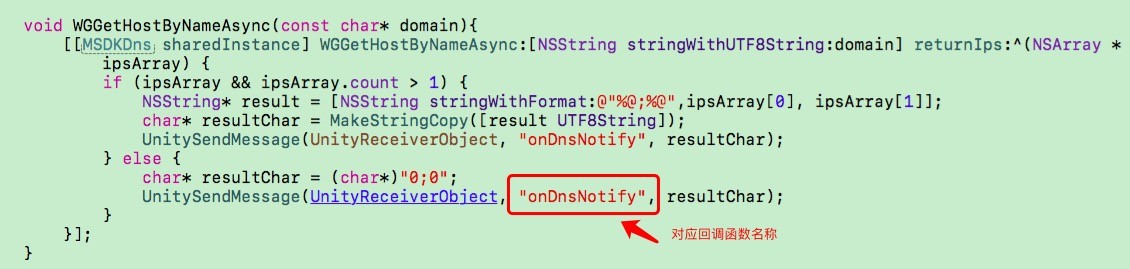 void WGGetHostByNameAsync(const char* domain){
[[MSDKDns sharedInstance] WGGetHostByNameAsync:[NSString stringWithUTF8String:domain] returnIps:^(NSArray *
ipsArray) {
if (ipsArray && ipsArray.count > 1) {
NSString* result = [NSString stringWithFormat:@"%@;%@",ipsArray[0], ipsArray[1]];
char* resultChar = MakeStringCopy([result UTF8String]);
UnitySendMessage(UnityReceiverObject, "onDnsNotify", resultChar);
} else {
char* resultChar = (char*)"0;0";
UnitySendMessage(UnityReceiverObject, "onDnsNotify", resultChar);
}
对应回调函数名称
}];
}